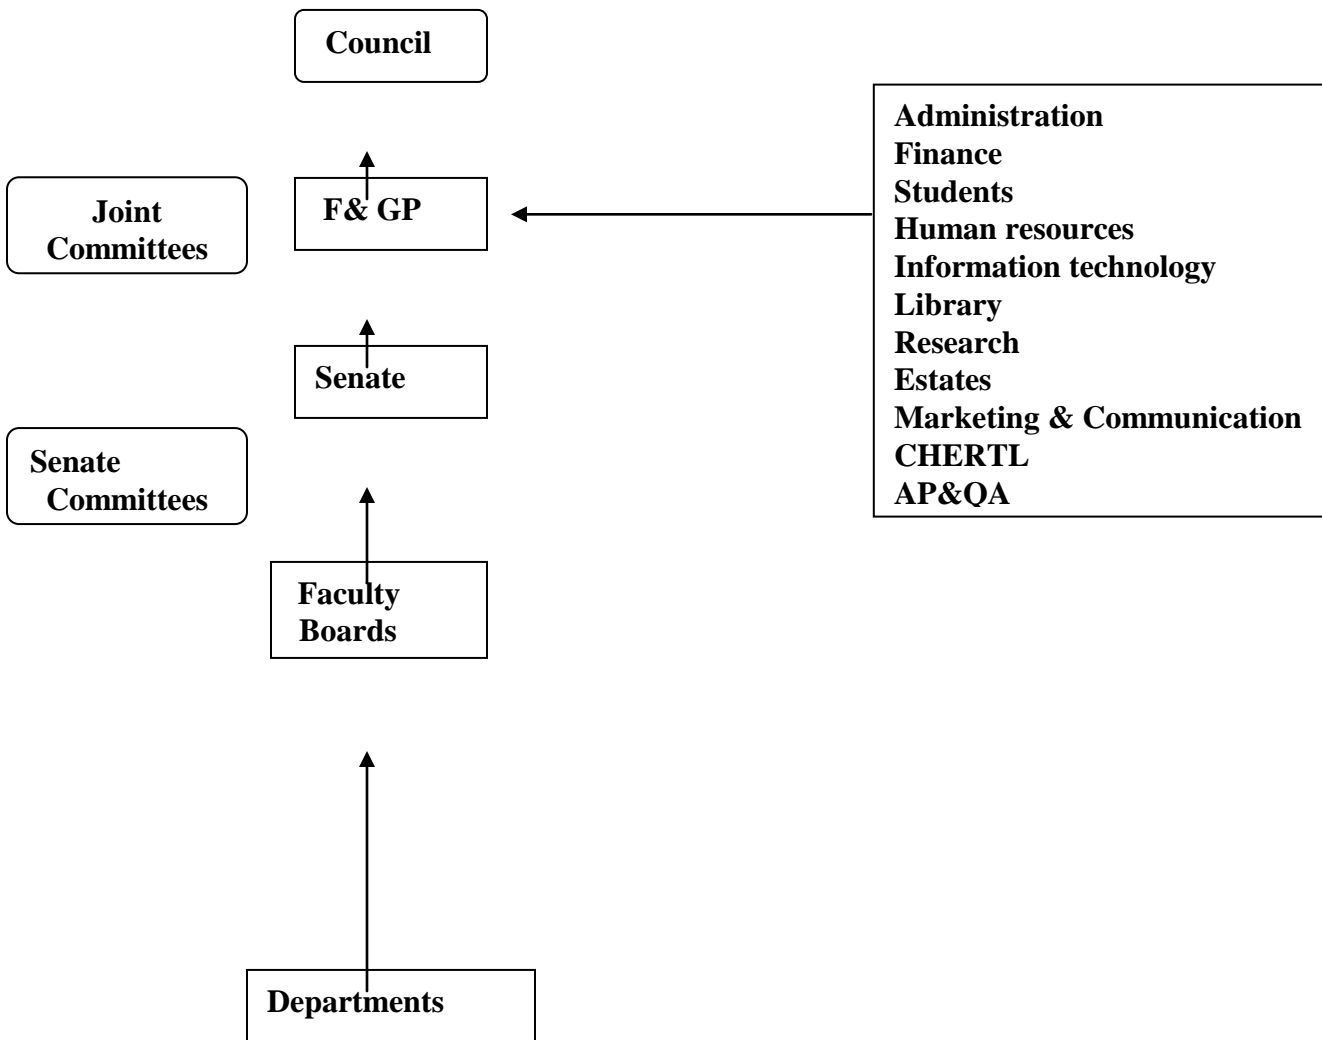 Council
Administration
Finance
Students
Human resources
Information technology
Library
Research
Estates
Marketing & Communication
CHERTL
AP&QA
Joint
Committees
F& GP
Senate
Senate
Committees
Faculty
Boards
Departments